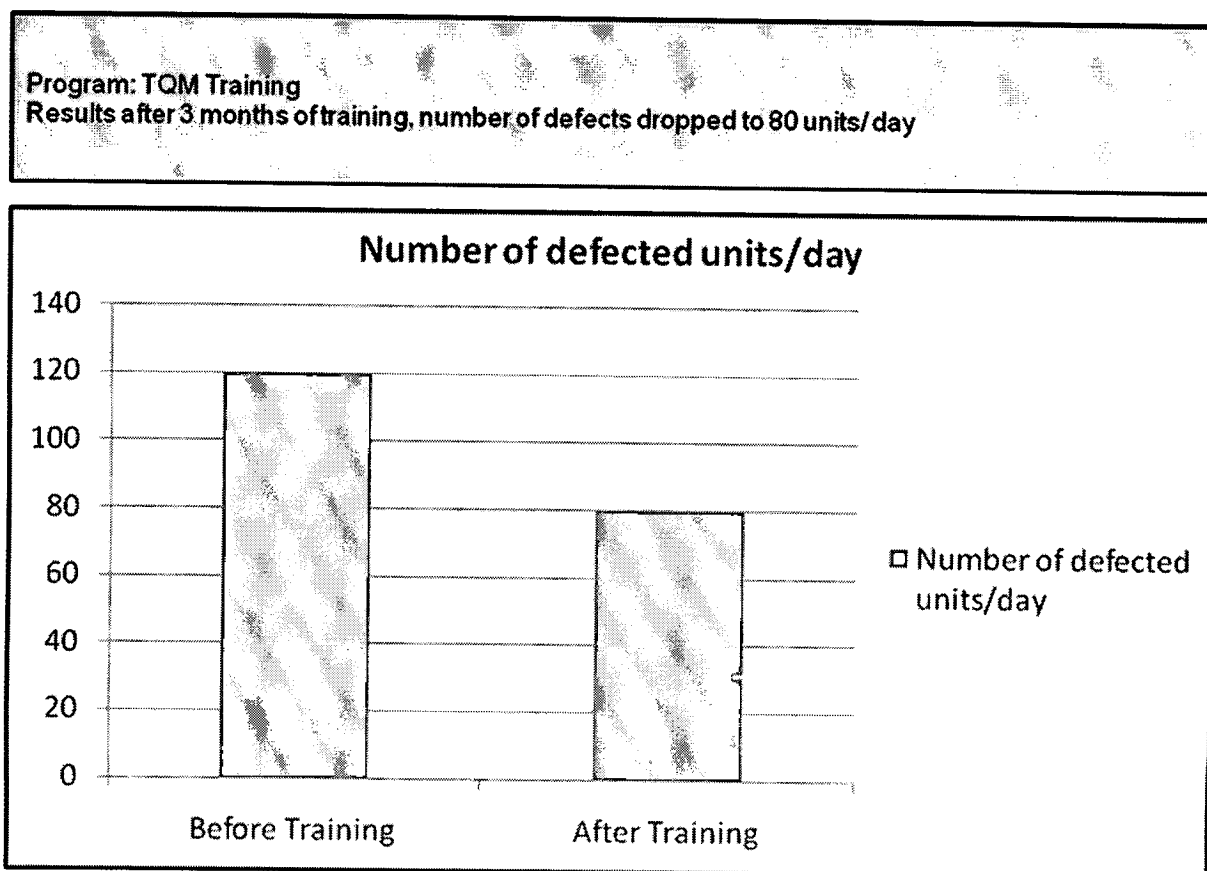 Program: TQM Training
Results after 3 months of training, number of defects dropped to 80 units/day
Number of defected units/day
140
120
100
80
60
40
20
0
Before Training
After Training
Number of defected
units/day